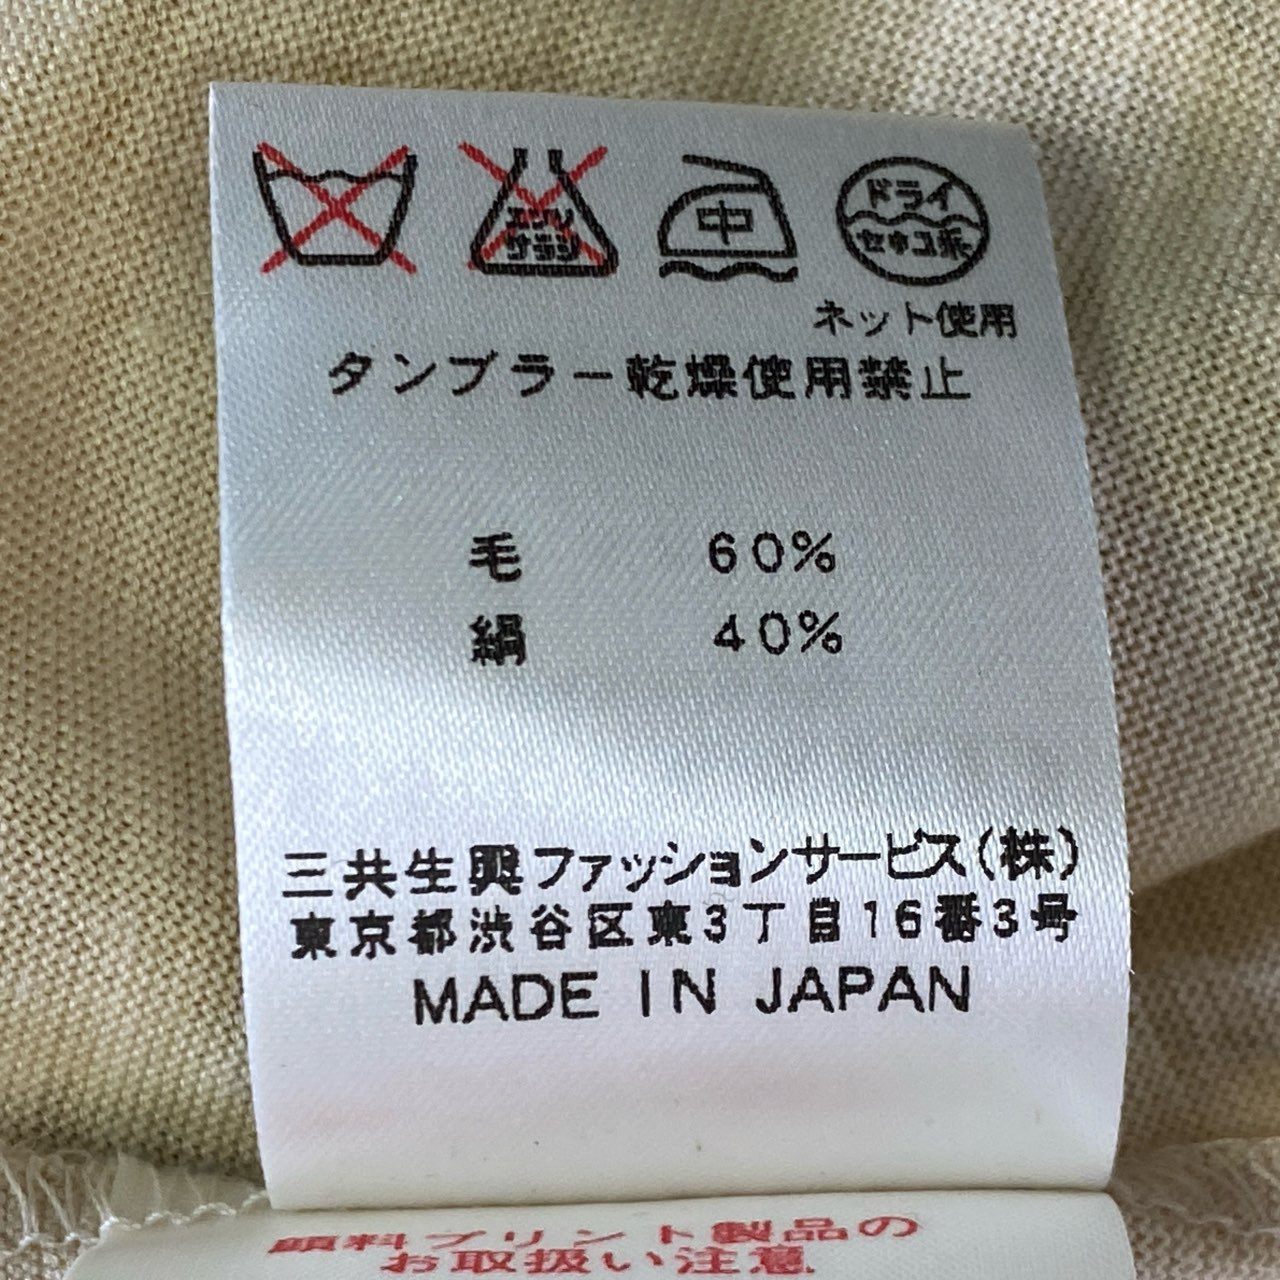 エンソ
サラシ
中
ドライ
セキユ系
ネット使用
タンブラー乾燥使用禁止
毛 60%
絹 40%
三共生興ファッションサービス(株)
東京都渋谷区東3丁目16番3号
MADE IN JAPAN
顔料プリント製品の
お取扱い注意